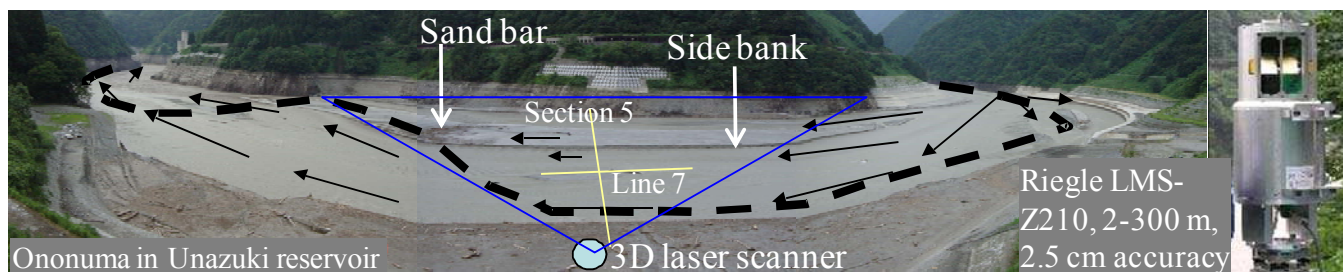 Sand bar
Side bank
Section 5
Line 7
Riegle LMS-
Z210, 2-300 m,
2.5 cm accuracy
Ononuma in Unazuki reservoir
3D laser scanner